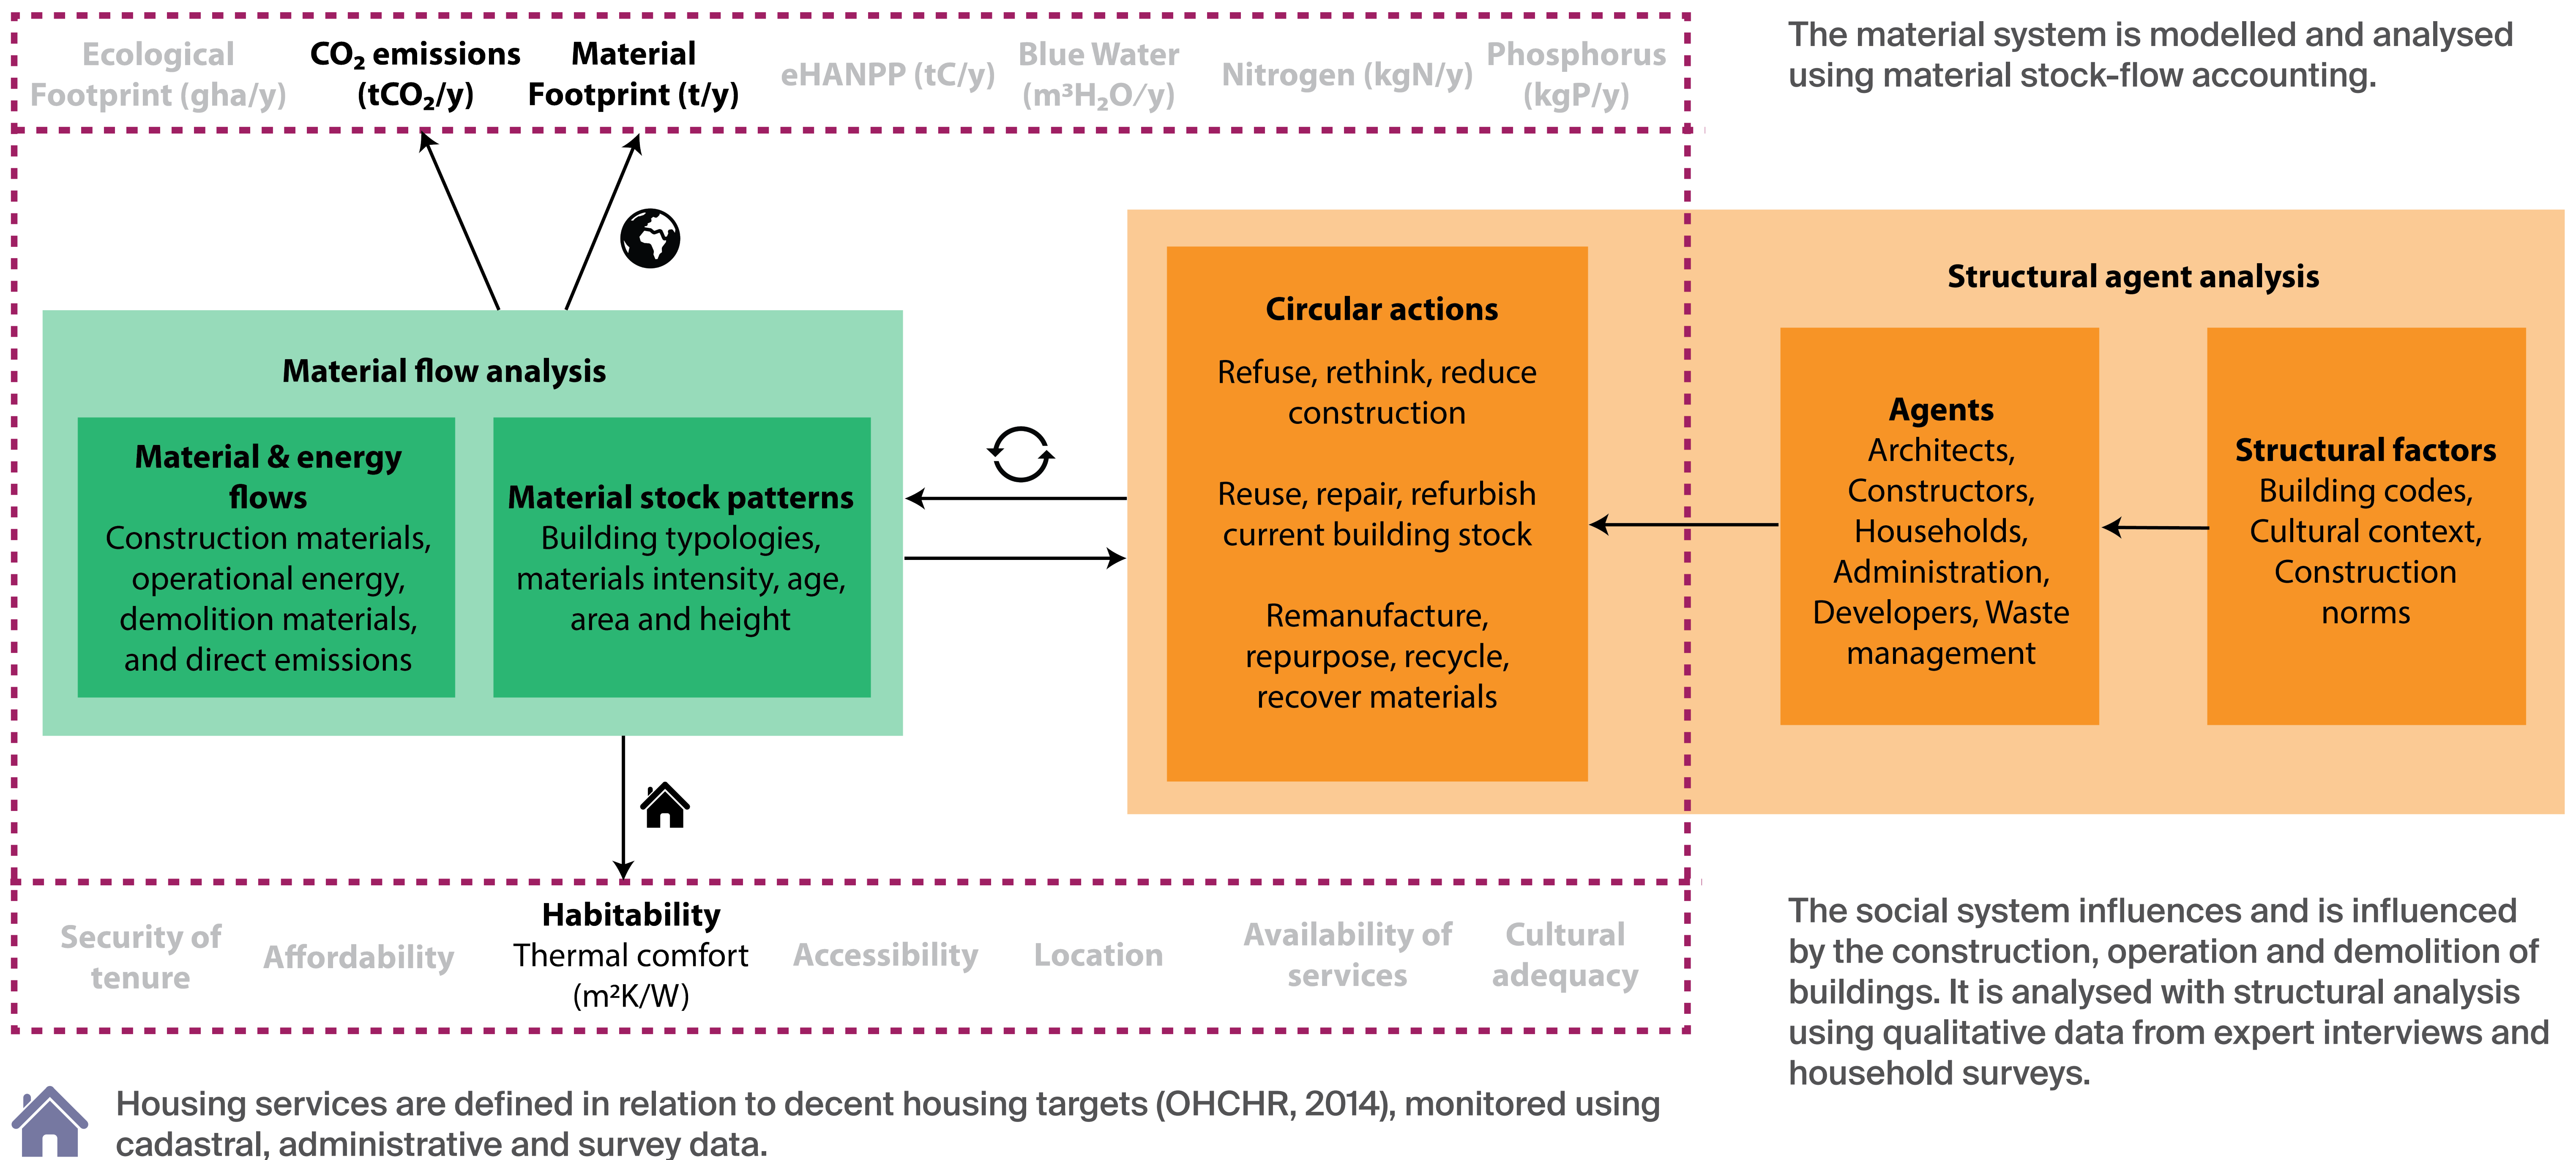 Ecological
Footprint (gha/y)
CO₂ emissions
(tCO₂/y)
Material
Footprint (t/y)
eHANPP (tC/y)
Blue Water
(m³H₂O/y)
Nitrogen (kgN/y)
Phosphorus
(kgP/y)
The material system is modelled and analysed
using material stock-flow accounting.
Material flow analysis
Material & energy
flows
Construction materials,
operational energy,
demolition materials,
and direct emissions
Material stock patterns
Building typologies,
materials intensity, age,
area and height
Circular actions
Refuse, rethink, reduce
construction
Reuse, repair, refurbish
current building stock
Remanufacture,
repurpose, recycle,
recover materials
Structural agent analysis
Agents
Architects,
Constructors,
Households,
Administration,
Developers, Waste
management
Structural factors
Building codes,
Cultural context,
Construction
norms
Security of
tenure
Affordability
Habitability
Thermal comfort
(m²K/W)
Accessibility
Location
Availability of
services
Cultural
adequacy
The social system influences and is influenced
by the construction, operation and demolition of
buildings. It is analysed with structural analysis
using qualitative data from expert interviews and
household surveys.
Housing services are defined in relation to decent housing targets (OHCHR, 2014), monitored using
cadastral, administrative and survey data.